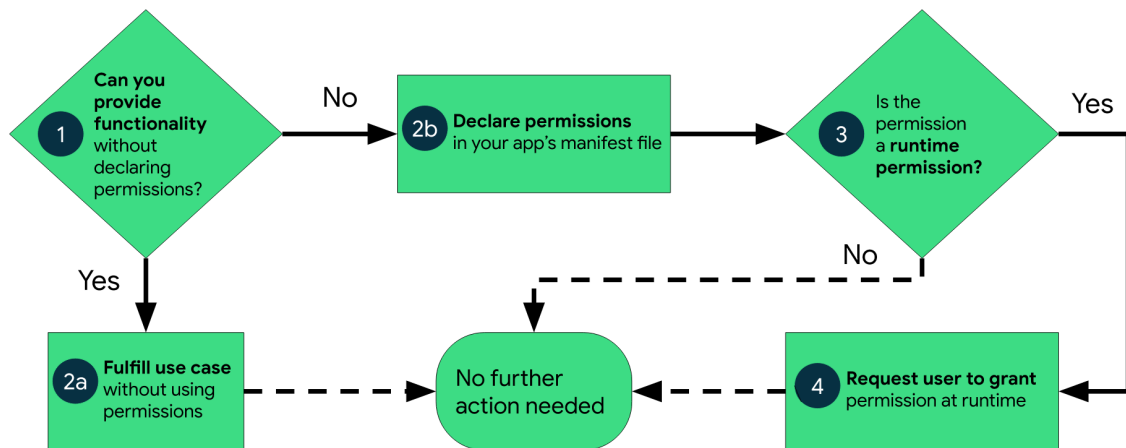 1
Can you
provide
functionality
without
declaring
permissions?
No
2b
Declare permissions
in your app's manifest file
3
Is the
permission
a runtime
permission?
Yes
Yes
No
2a
Fulfill use case
without using
permissions
No further
action needed
4
Request user to grant
permission at runtime